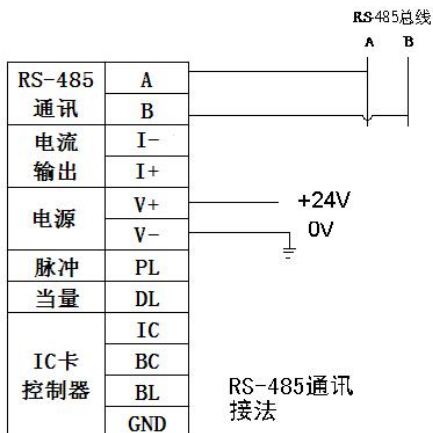 RS-485总线
A B
RS-485 A
通讯 B
电流 I-
输出 I+
电源 V+ +24V
V- 0V
脉冲 PL
当量 DL
IC
IC卡 BC
控制器 BL
GND
RS-485通讯
接法